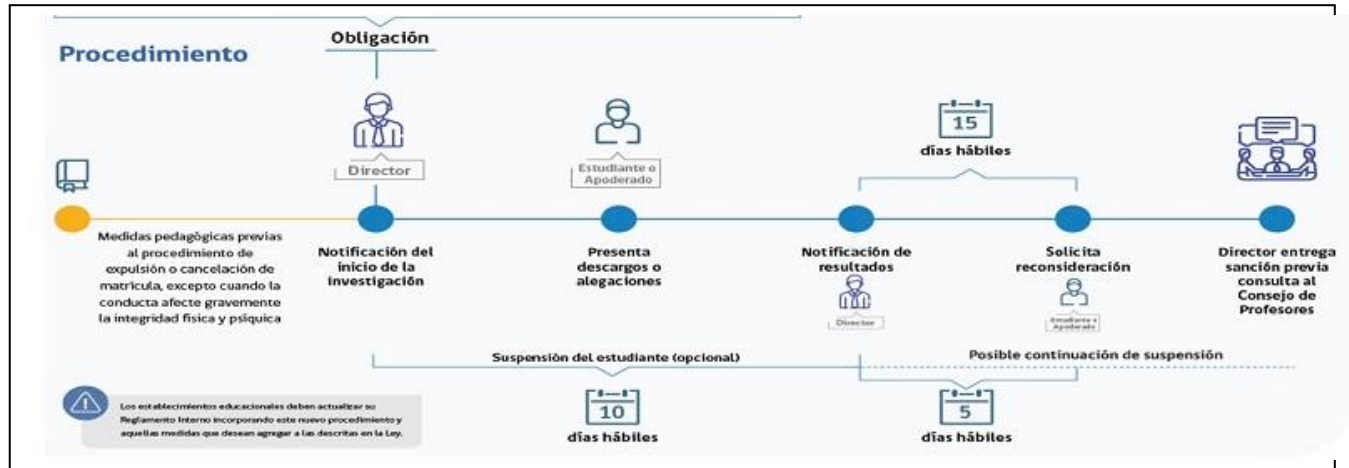 Obligación
Procedimiento
Director
Estudiante o
Apoderado
15
días hábiles
Medidas pedagógicas previas
al procedimiento de
expulsión o cancelación de
matrícula, excepto cuando la
conducta afecte gravemente
la integridad física y psíquica
Notificación del
inicio de la
investigación
Presenta
descargos o
alegaciones
Notificación de
resultados
Director
Solicita
reconsideración
Estudiante o
Apoderado
Director entrega
sanción previa
consulta al
Consejo de
Profesores
Suspensión del estudiante (opcional)
Posible continuación de suspensión
10
días hábiles
5
días hábiles
Los establecimientos educacionales deben actualizar su
Reglamento Interno incorporando este nuevo procedimiento y
aquellas medidas que desean agregar a las descritas en la Ley.